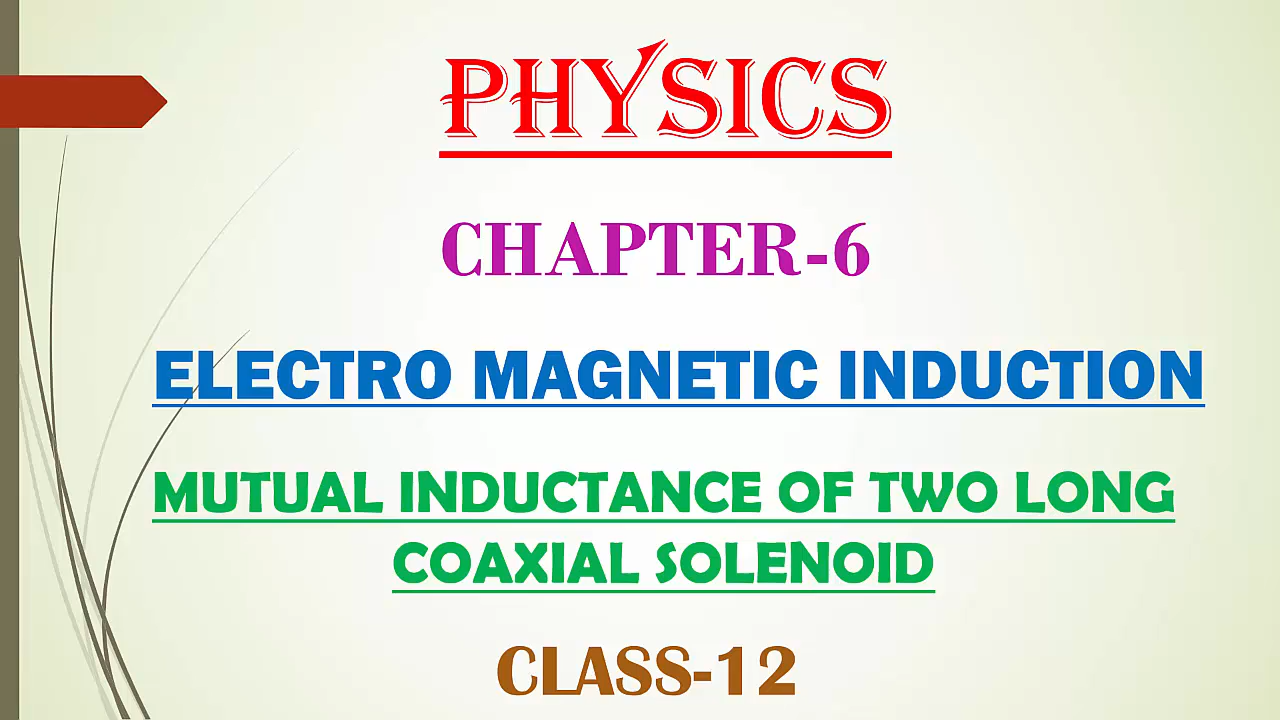 PHYSICS
CHAPTER-6
ELECTRO MAGNETIC INDUCTION
MUTUAL INDUCTANCE OF TWO LONG
COAXIAL SOLENOID
CLASS-12